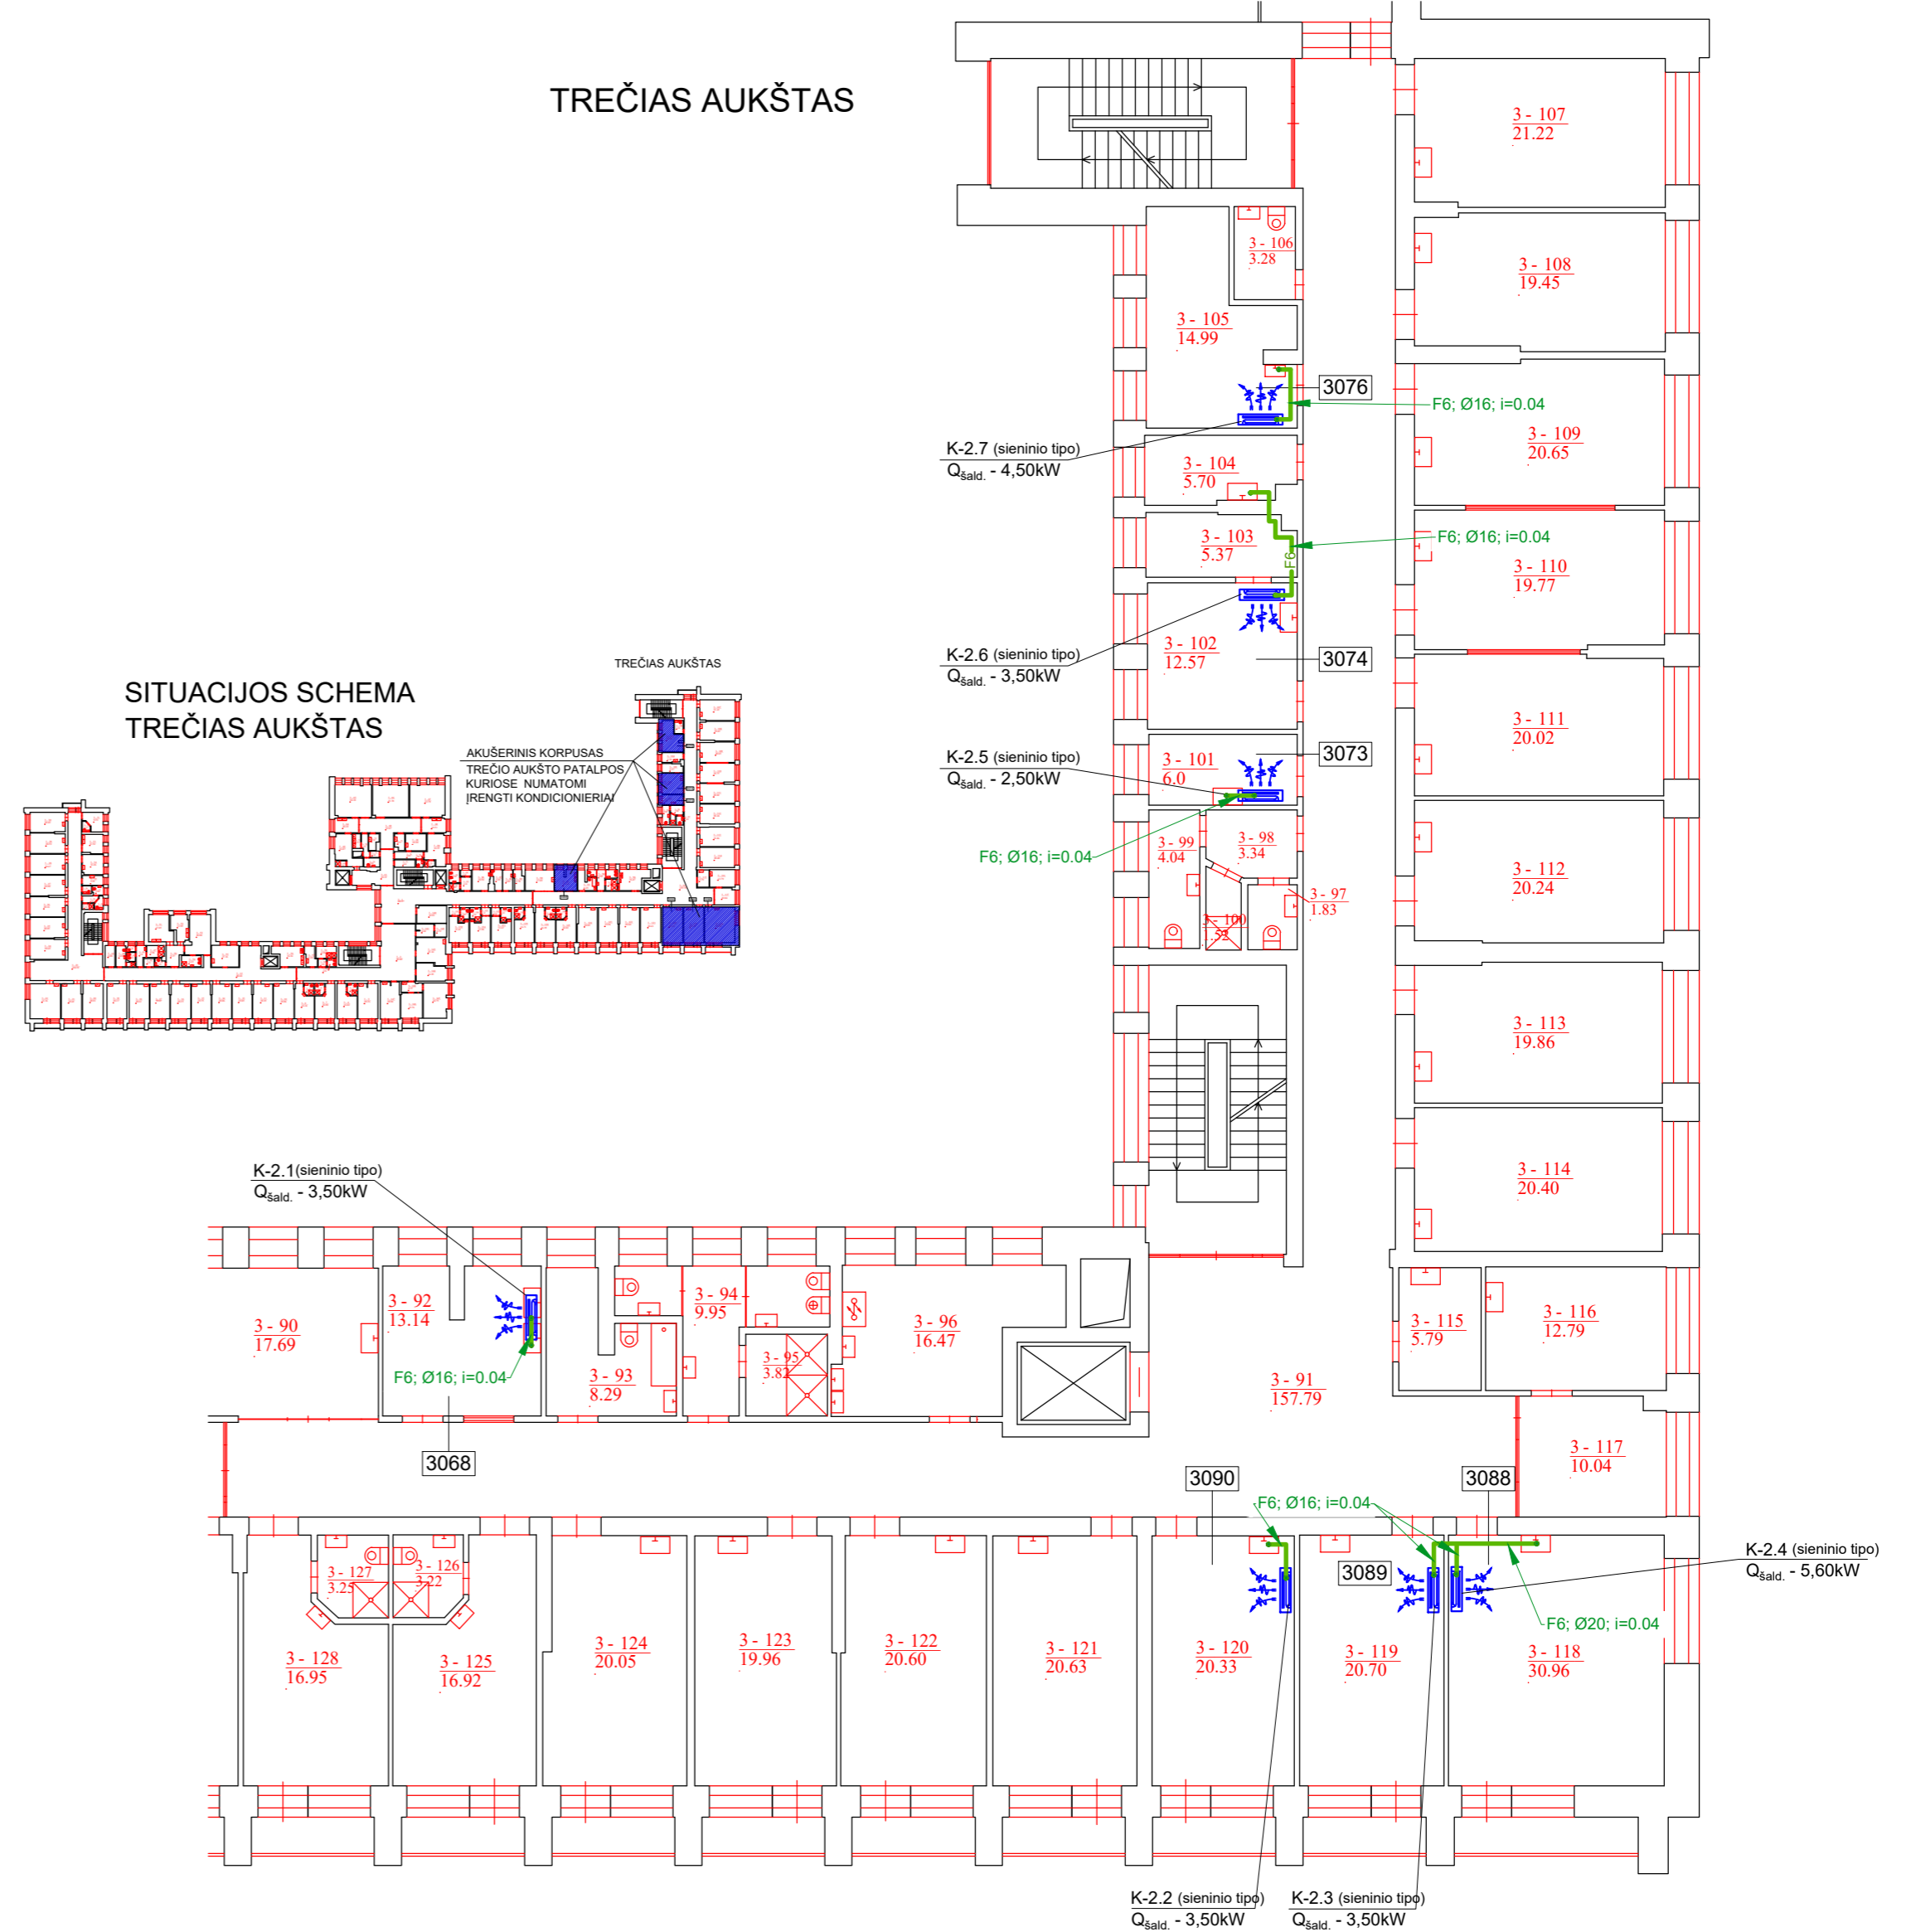 TREČIAS AUKŠTAS
3 - 107
21.22
3 - 106
3.28
3 - 108
19.45
3 - 105
14.99
3076
F6; Ø16; i=0.04
3 - 109
20.65
K-2.7 (sieninio tipo)
Qšald. - 4,50kW
3 - 104
5.70
3 - 103
5.37
F6
F6; Ø16; i=0.04
3 - 110
19.77
K-2.6 (sieninio tipo)
Qšald. - 3,50kW
3 - 102
12.57
3074
SITUACIJOS SCHEMA
TREČIAS AUKŠTAS
TREČIAS AUKŠTAS
AKUŠERINIS KORPUSAS
TREČIO AUKŠTO PATALPOS
KURIOSE NUMATOMI
ĮRENGTI KONDICIONIERIAI
3 - 111
20.02
K-2.5 (sieninio tipo)
Qšald. - 2,50kW
3 - 101
6.0
3073
F6; Ø16; i=0.04
3 - 99
4.04
3 - 98
3.34
3 - 97
1.83
3 - 100
1.52
3 - 112
20.24
3 - 113
19.86
3 - 114
20.40
K-2.1(sieninio tipo)
Qšald. - 3,50kW
3 - 90
17.69
3 - 92
13.14
F6; Ø16; i=0.04
3 - 93
8.29
3 - 94
9.95
3 - 95
3.82
3 - 96
16.47
3 - 115
5.79
3 - 116
12.79
3 - 91
157.79
3 - 117
10.04
3068
3090
3088
F6; Ø16; i=0.04
3089
K-2.4 (sieninio tipo)
Qšald. - 5,60kW
F6; Ø20; i=0.04
3 - 127
3.25
3 - 126
3.22
3 - 128
16.95
3 - 125
16.92
3 - 124
20.05
3 - 123
19.96
3 - 122
20.60
3 - 121
20.63
3 - 120
20.33
3 - 119
20.70
3 - 118
30.96
K-2.2 (sieninio tipo)
Qšald. - 3,50kW
K-2.3 (sieninio tipo)
Qšald. - 3,50kW